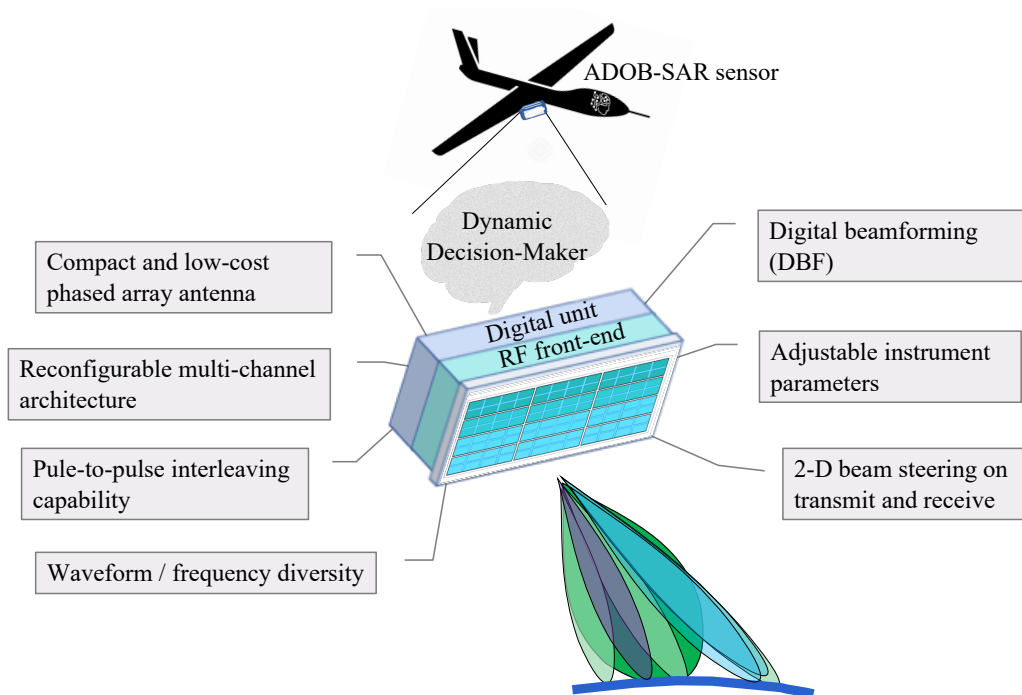 ADOB-SAR sensor
Dynamic
Decision-Maker
Compact and low-cost
phased array antenna
Digital beamforming
(DBF)
Digital unit
RF front-end
Reconfigurable multi-channel
architecture
Adjustable instrument
parameters
Pule-to-pulse interleaving
capability
2-D beam steering on
transmit and receive
Waveform / frequency diversity